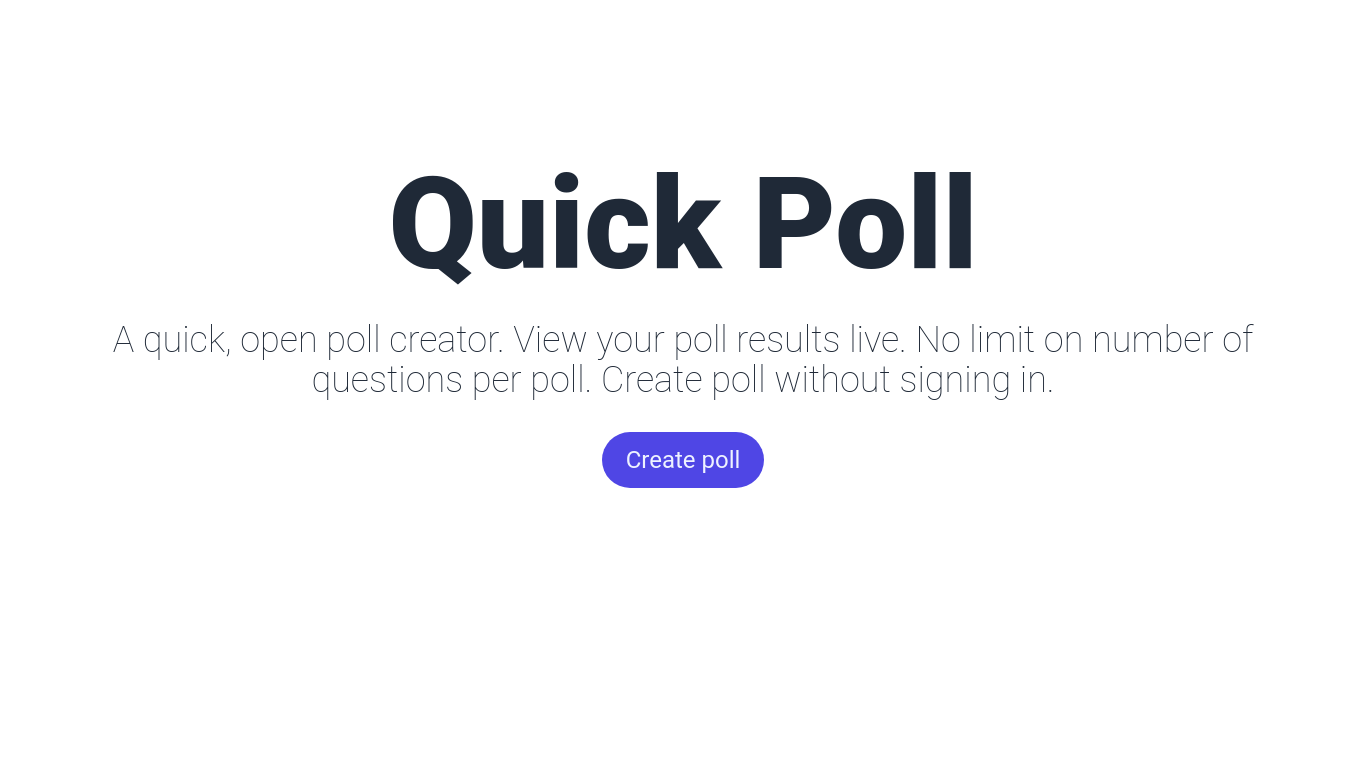 Quick Poll
A quick, open poll creator. View your poll results live. No limit on number of
questions per poll. Create poll without signing in.
Create poll